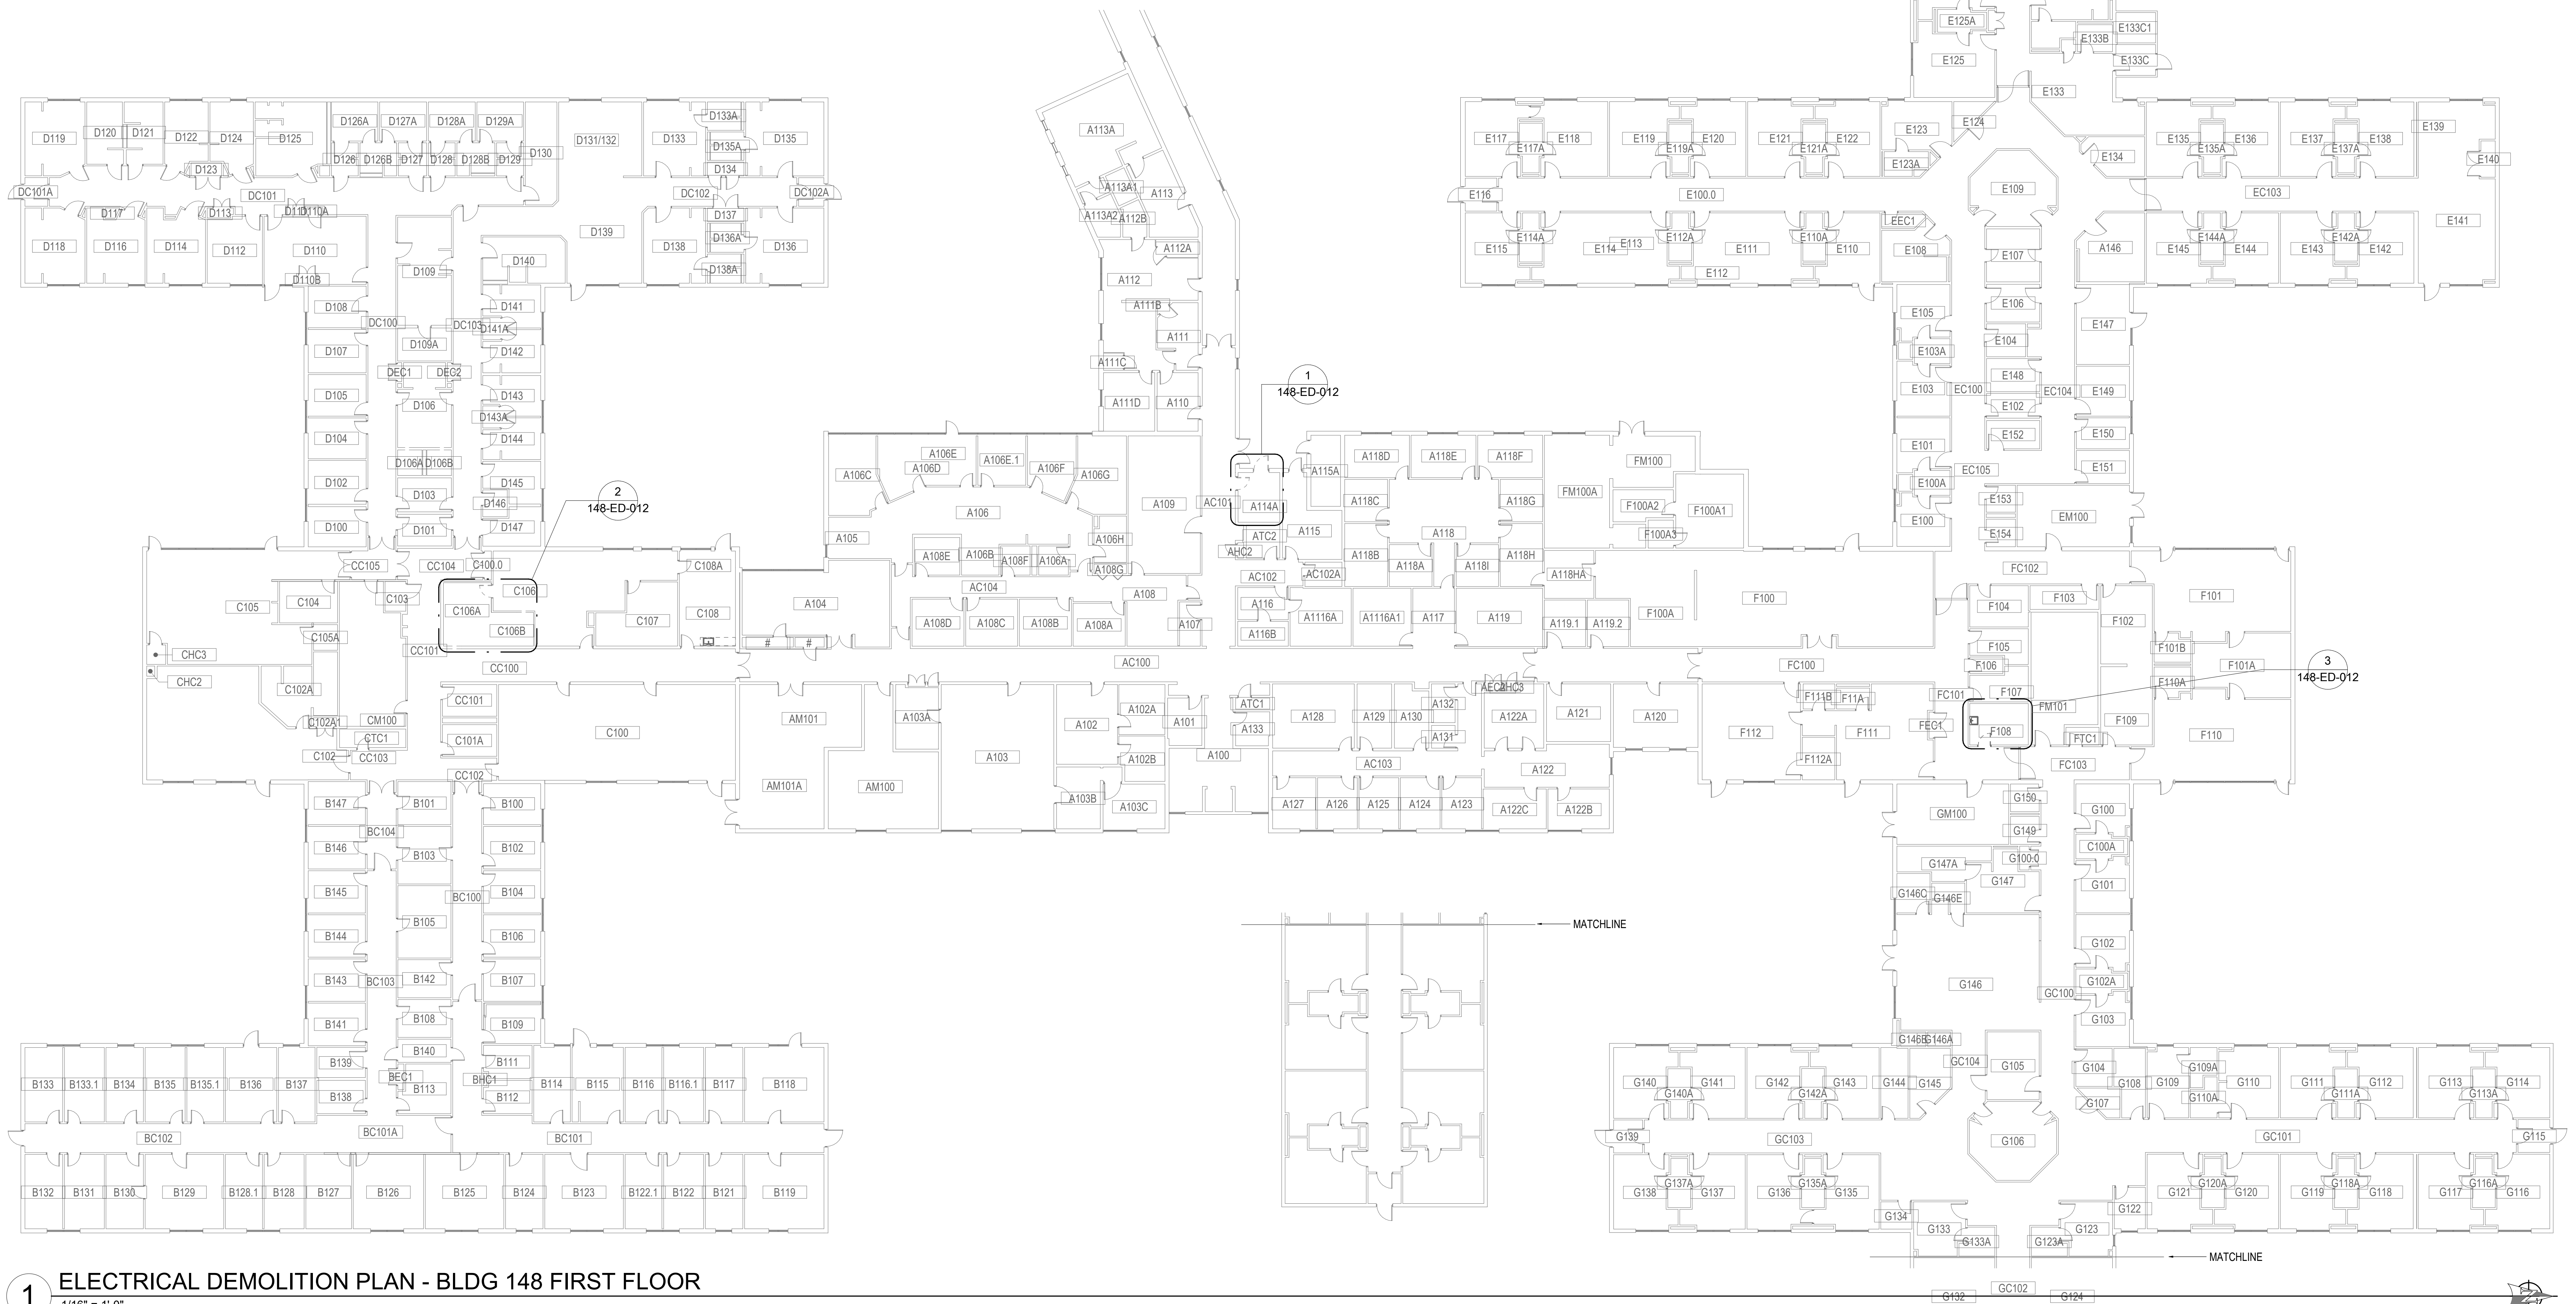 E125A
E133C1
E133B
E125
E133C
E133
D119
D120
D121
D122
D124
D125
D126A
D127A
D128A
D129A
D131/132
D133
D133A
D135
D126
D126B
D127
D128
D128B
D129
D130
D135A
D134
D123
DC101A
DC101
DC102
DC102A
D117
D113
D111
D110A
D137
D118
D116
D114
D112
D110
D139
D138
D136A
D136
D109
D140
D138A
D110B
D108
D141
DC100
DC103
D141A
D107
D109A
D142
DEC1
DEC2
D105
D106
D143
D143A
D104
D144
D106A
D106B
D102
D103
D145
D146
D100
D101
D147
A113A
A113A1
A113
A113A2
A112B
A112A
A112
A111B
A111
A111C
A111D
A110
1
148-ED-012
E117
E118
E119
E120
E121
E122
E123
E124
E117A
E119A
E121A
E123A
E134
E135
E136
E137
E138
E139
E135A
E137A
E140
E116
E100.0
E109
EC103
EEC1
E141
E115
E114A
E114
E113
E112A
E111
E110A
E110
E108
E107
A146
E145
E144A
E144
E143
E142A
E142
E112
E105
E106
E147
E103A
E104
E103
EC100
E148
EC104
E149
E102
E101
E152
E150
EC105
E151
E100A
E153
E100
E154
EM100
2
148-ED-012
A106C
A106D
A106E
A106E.1
A106F
A106G
A109
AC101
A114A
A115A
A118D
A118E
A118F
FM100
A118C
A118G
FM100A
F100A2
F100A1
A106
A105
A106H
ATC2
A115
A118
F100A3
AHC2
A108E
A106B
A108F
A106A
A108G
A118B
A118A
A118I
A118H
AC102
AC102A
A118HA
CC105
CC104
C100.0
C108A
AC104
A108
C105
C104
C103
C106
C106A
C106B
C107
C108
A104
A108D
A108C
A108B
A108A
A107
A116
A116B
A1116A
A1116A1
A117
A119
A119.1
A119.2
F100A
F100
FC102
F104
F103
F101
F102
C105A
CHC3
CC101
CC100
#
#
AC100
FC100
F105
F106
F101B
F101A
3
148-ED-012
CHC2
C102A
CC101
C102A1
CM100
CTC1
C101A
C102
CC103
CC102
C100
AM101
A103A
A102
A102A
A101
ATC1
A133
A128
A129
A130
A132
A131
AHC3
A122A
A121
A120
F112
F111B
F11A
F111
F112A
FC101
FEC1
F107
FM101
F108
FTC1
F109
F110A
F110
FC103
AM101A
AM100
A103
A102B
A103B
A103C
A100
AC103
A122
A127
A126
A125
A124
A123
A122C
A122B
B147
B101
B100
BC104
B146
B103
B102
B145
BC100
B104
B105
B144
B106
B143
BC103
B142
B107
B141
B108
B109
B140
B139
B111
BEC1
BHC1
B113
B138
B112
B133
B133.1
B134
B135
B135.1
B136
B137
B114
B115
B116
B116.1
B117
B118
BC102
BC101A
BC101
B132
B131
B130
B129
B128.1
B128
B127
B126
B125
B124
B123
B122.1
B122
B121
B119
MATCHLINE
GM100
G150
G149
G100
C100A
G147A
G100.0
G147
G101
G146C
G146E
G102
G146
GC100
G102A
G103
G146B
G146A
GC104
G105
G140
G141
G142
G143
G144
G145
G140A
G142A
G104
G108
G109
G109A
G110
G110A
G107
G111
G112
G111A
G113
G114
G113A
G139
GC103
G106
GC101
G115
G138
G137A
G137
G136
G135A
G135
G134
G133
G133A
G123
G123A
G122
G121
G120A
G120
G119
G118A
G118
G117
G116A
G116
MATCHLINE
GC102
G132
G124
1
ELECTRICAL DEMOLITION PLAN - BLDG 148 FIRST FLOOR
1/16" = 1'-0"